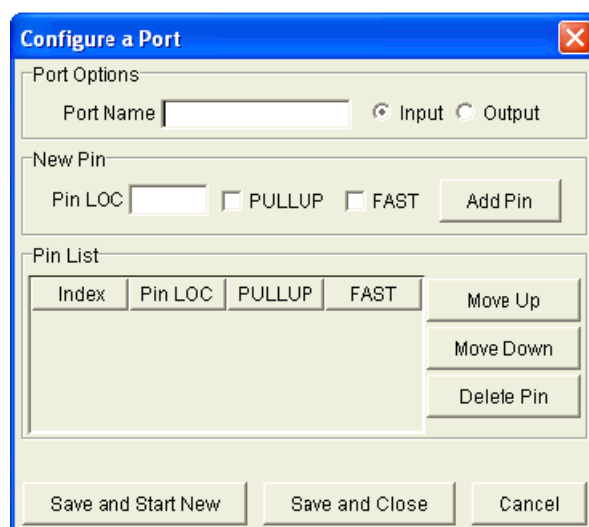 Configure a Port
Port Options
Port Name Input Output
New Pin
Pin LOC PULLUP FAST Add Pin
Pin List
Index Pin LOC PULLUP FAST Move Up
Move Down
Delete Pin
Save and Start New Save and Close Cancel